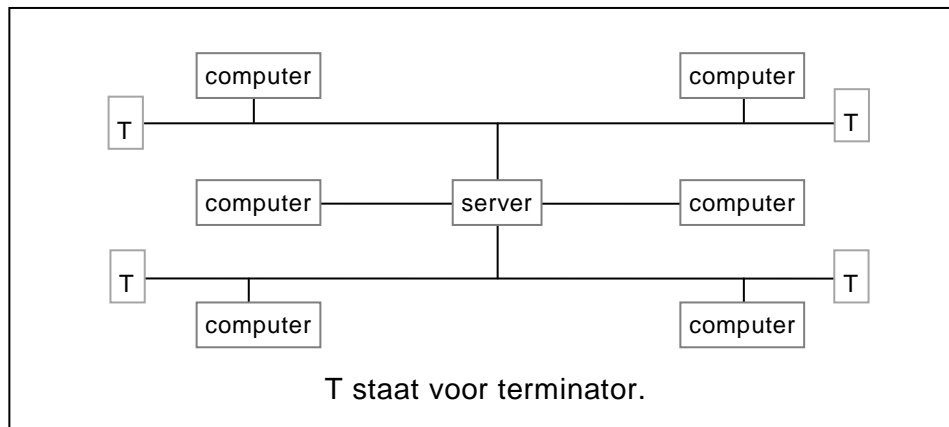 computer computer
T T
computer server computer
T T
computer computer
T staat voor terminator.